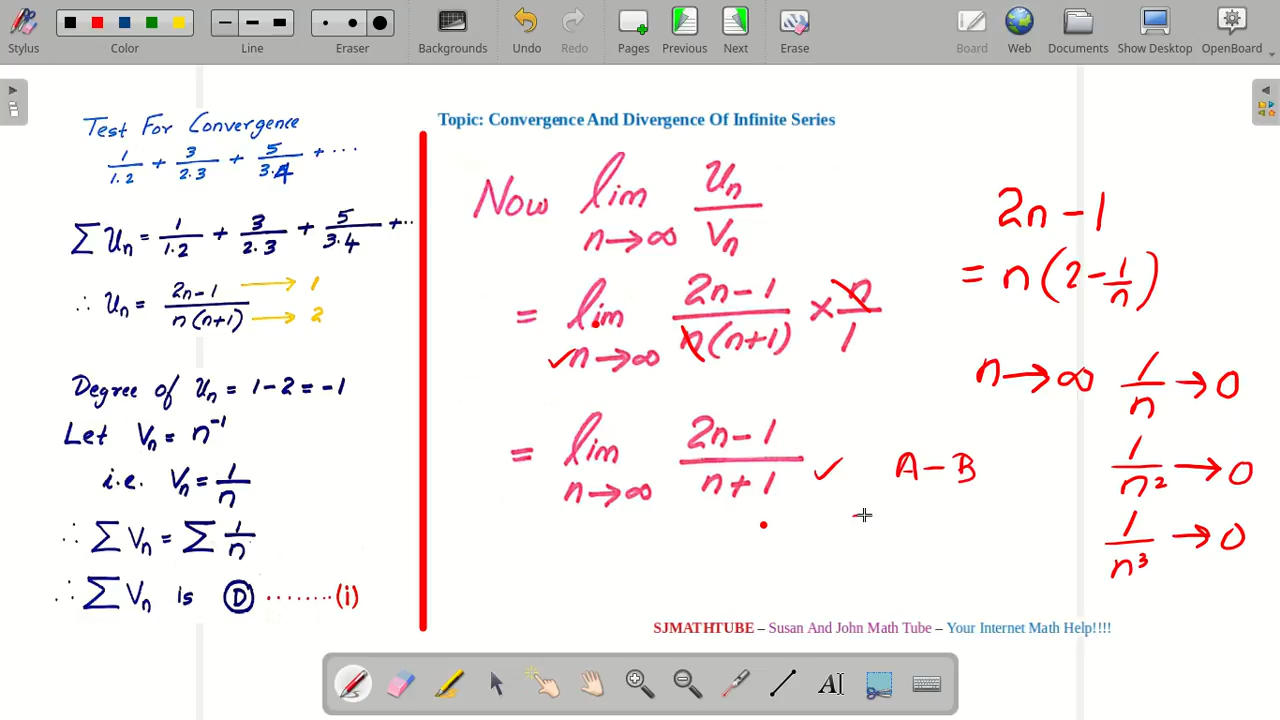 Stylus Color Line Eraser Backgrounds Undo Redo Pages Previous Next Erase Board Web Documents Show Desktop OpenBoard
Topic: Convergence And Divergence Of Infinite Series
Test For Convergence
1/1.2 + 3/2.3 + 5/3.4 + ...
∑ Un = 1/1.2 + 3/2.3 + 5/3.4 + ..
∴ Un = 2n-1/n(n+1) → 1 → 2
Degree of Un = 1-2 = -1
Let Vn = n⁻¹
i.e. Vn = 1/n
∴ ∑ Vn = ∑ 1/n
∴ ∑ Vn is D ........(i)
Now lim n→∞ Un/Vn
= lim n→∞ 2n-1/n(n+1) × n/1
= lim n→∞ 2n-1/n+1 ✓ A-B
2n-1
= n(2-1/n)
n→∞ 1/n → 0
1/n² → 0
1/n³ → 0
SJMATHTUBE – Susan And John Math Tube – Your Internet Math Help!!!!